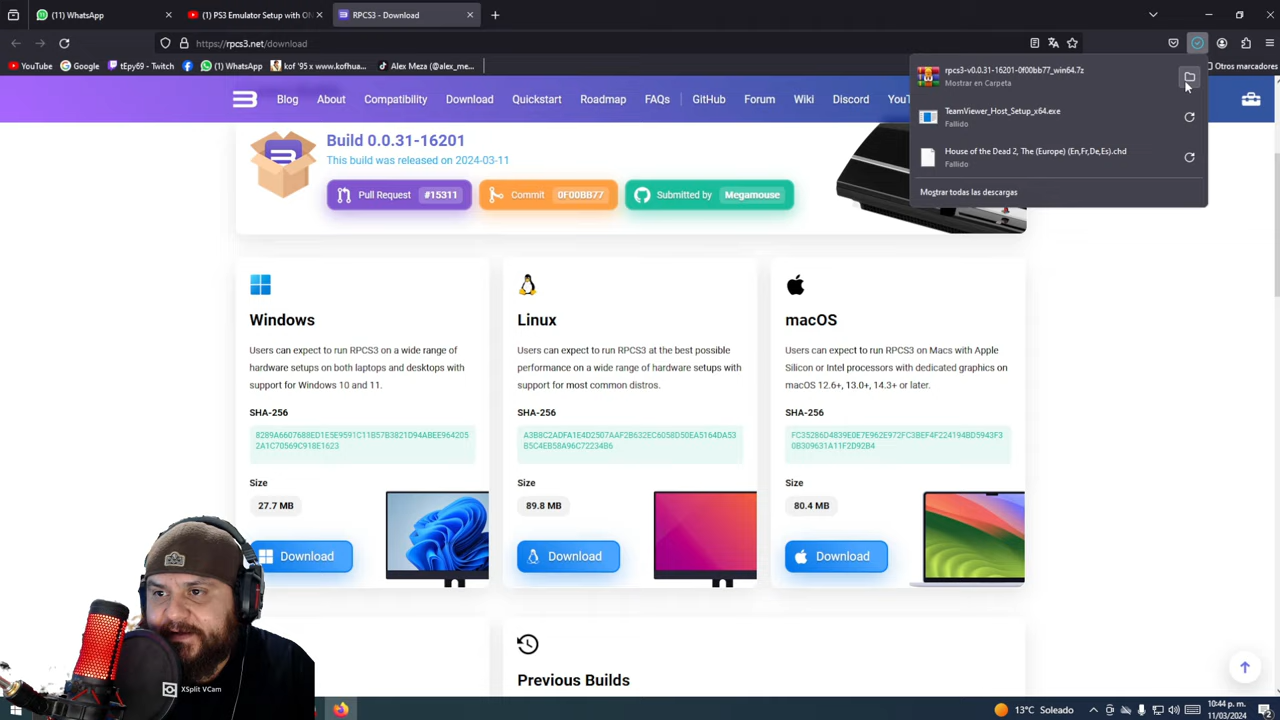 (11) WhatsApp
(1) PS3 Emulator Setup with ON
RPCS3 - Download
https://rpcs3.net/download
YouTube
Google
tEpy69 - Twitch
WhatsApp
kof '95 x www.kofhua...
Alex Meza (@alex_me...
Otros marcadores
Blog
About
Compatibility
Download
Quickstart
Roadmap
FAQs
GitHub
Forum
Wiki
Discord
YouT
rpcs3-v0.0.31-16201-0f00bb77_win64.7z
Mostrar en Carpeta
TeamViewer_Host_Setup_x64.exe
Fallido
House of the Dead 2, The (Europe) (En,Fr,De,Es).chd
Fallido
Mostrar todas las descargas
Build 0.0.31-16201
This build was released on 2024-03-11
Pull Request #15311
Commit 0F00BB77
Submitted by Megamouse
Windows
Users can expect to run RPCS3 on a wide range of
hardware setups on both laptops and desktops with
support for Windows 10 and 11.
SHA-256
8289A6607688ED1E5E9591C11B57B3821D94ABEE964205
2A1C70569C918E1623
Size
27.7 MB
Download
Linux
Users can expect to run RPCS3 at the best possible
performance on a wide range of hardware setups with
support for most common distros.
SHA-256
A3B8C2ADFA1E4D2507AAF2B632EC6058D50EA5164DA53
B5C4EB58A96C72234B6
Size
89.8 MB
Download
macOS
Users can expect to run RPCS3 on Macs with Apple
Silicon or Intel processors with dedicated graphics on
macOS 12.6+, 13.0+, 14.3+ or later.
SHA-256
FC35286D4839E0E7E962E972FC3BEF4F224194BD5943F3
0B309631A11F2D92B4
Size
80.4 MB
Download
Previous Builds
XSplit VCam
13°C Soleado
10:44 p. m.
11/03/2024
2